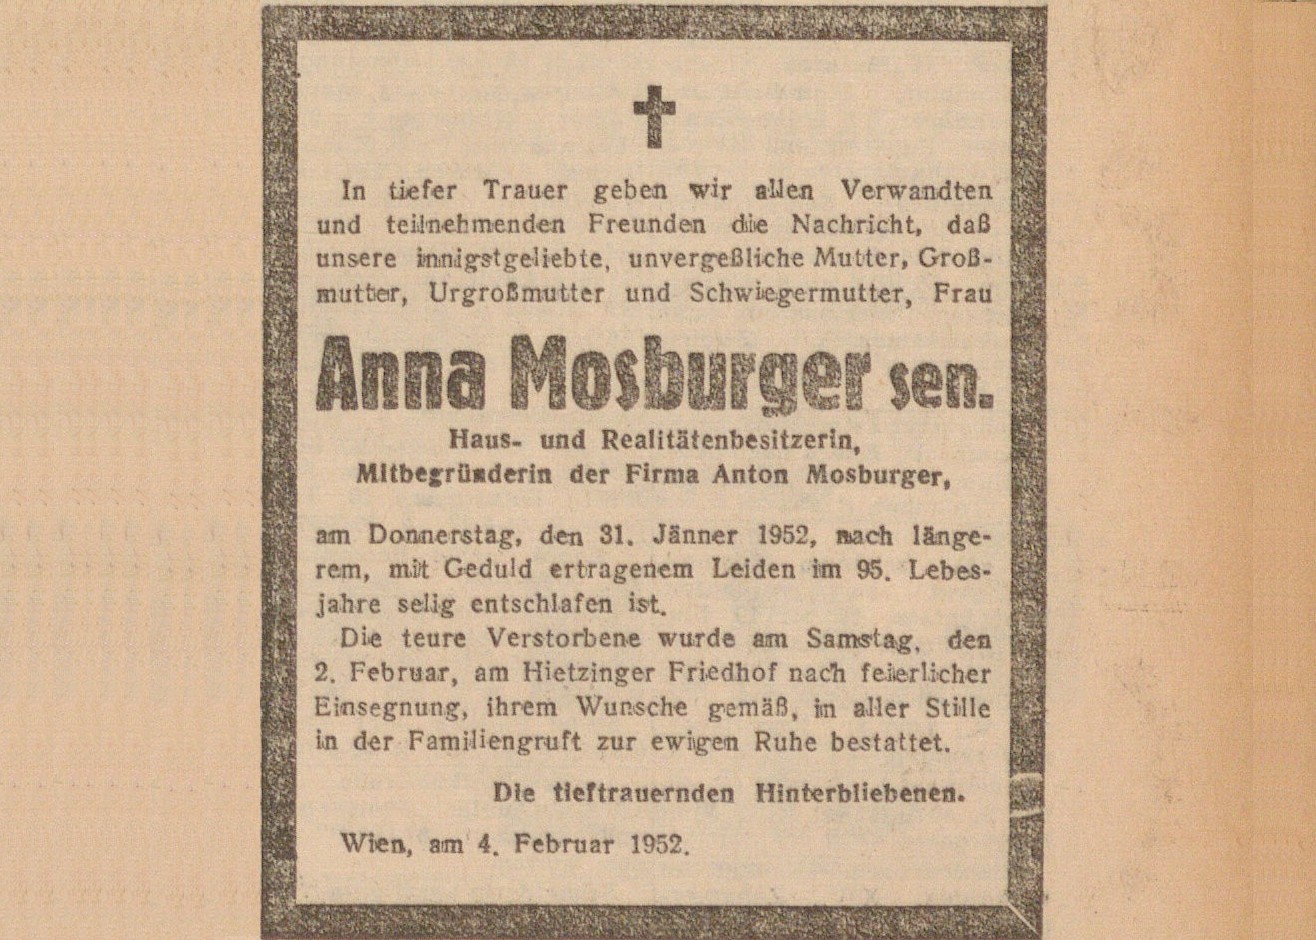 In tiefer Trauer geben wir allen Verwandten
und teilnehmenden Freunden die Nachricht, daß
unsere innigstgeliebte, unvergeßliche Mutter, Groß-
mutter, Urgroßmutter und Schwiegermutter, Frau
Anna Mosburger sen.
Haus- und Realitätenbesitzerin,
Mitbegründerin der Firma Anton Mosburger,
am Donnerstag, den 31. Jänner 1952, nach länge-
rem, mit Geduld ertragenem Leiden im 95. Lebes-
jahre selig entschlafen ist.
Die teure Verstorbene wurde am Samstag, den
2. Februar, am Hietzinger Friedhof nach feierlicher
Einsegnung, ihrem Wunsche gemäß, in aller Stille
in der Familiengruft zur ewigen Ruhe bestattet.
Die tieftrauernden Hinterbliebenen.
Wien, am 4. Februar 1952.